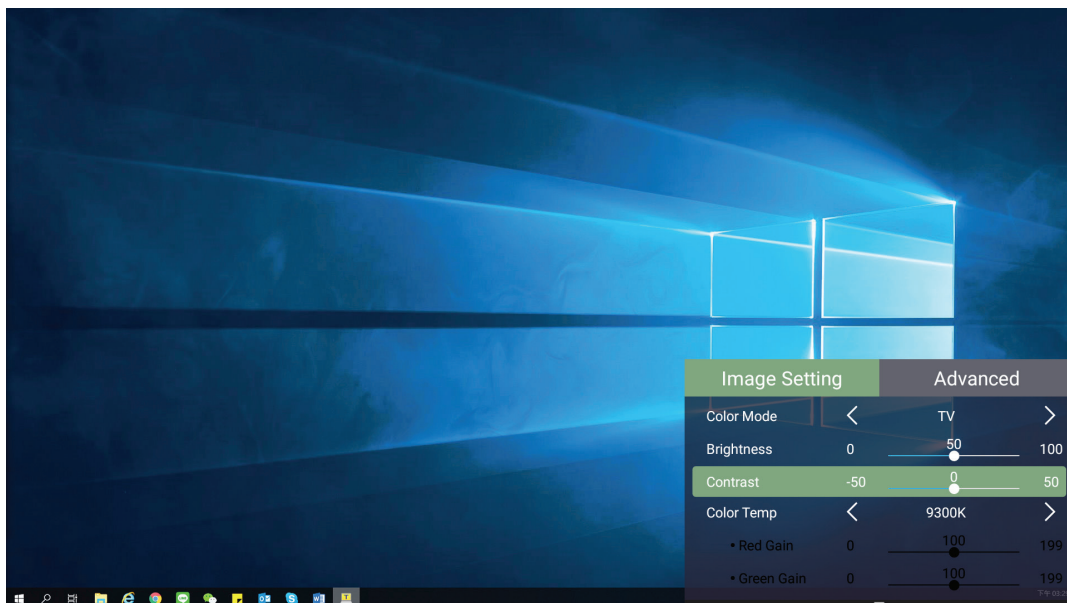 Image Setting Advanced
Color Mode TV
Brightness 0 50 100
Contrast -50 0 50
Color Temp 9300K
• Red Gain 0 100 199
• Green Gain 0 100 199